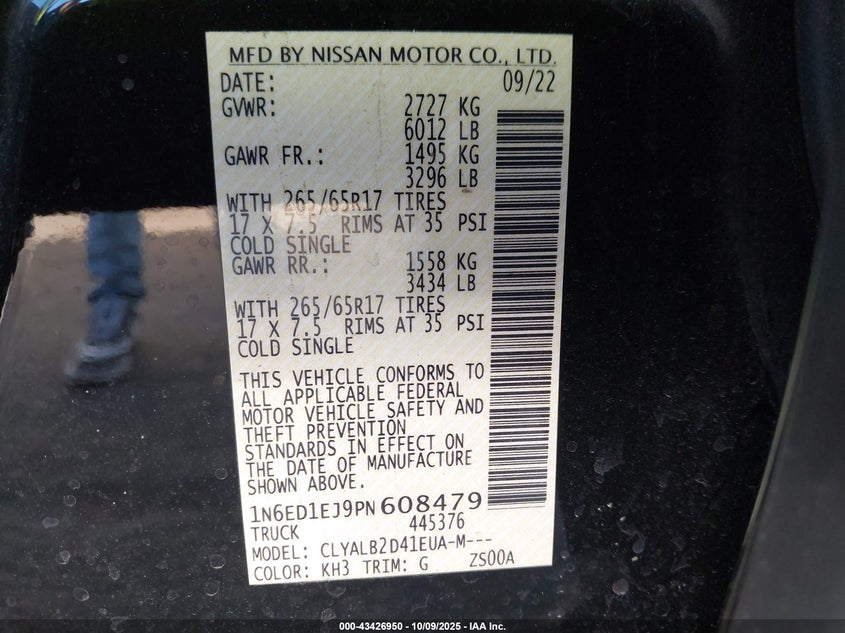 MFD BY NISSAN MOTOR CO., LTD.
DATE: 09/22
GVWR: 2727 KG
6012 LB
GAWR FR.: 1495 KG
3296 LB
WITH 265/65R17 TIRES
17 X 7.5 RIMS AT 35 PSI
COLD SINGLE
GAWR RR.: 1558 KG
3434 LB
WITH 265/65R17 TIRES
17 X 7.5 RIMS AT 35 PSI
COLD SINGLE
THIS VEHICLE CONFORMS TO
ALL APPLICABLE FEDERAL
MOTOR VEHICLE SAFETY AND
THEFT PREVENTION
STANDARDS IN EFFECT ON
THE DATE OF MANUFACTURE
SHOWN ABOVE.
1N6ED1EJ9PN608479
TRUCK 445376
MODEL: CLYALB2D41EUA-M---
COLOR: KH3 TRIM: G ZS00A
000-43426950 | 10/09/2025 - IAA Inc.